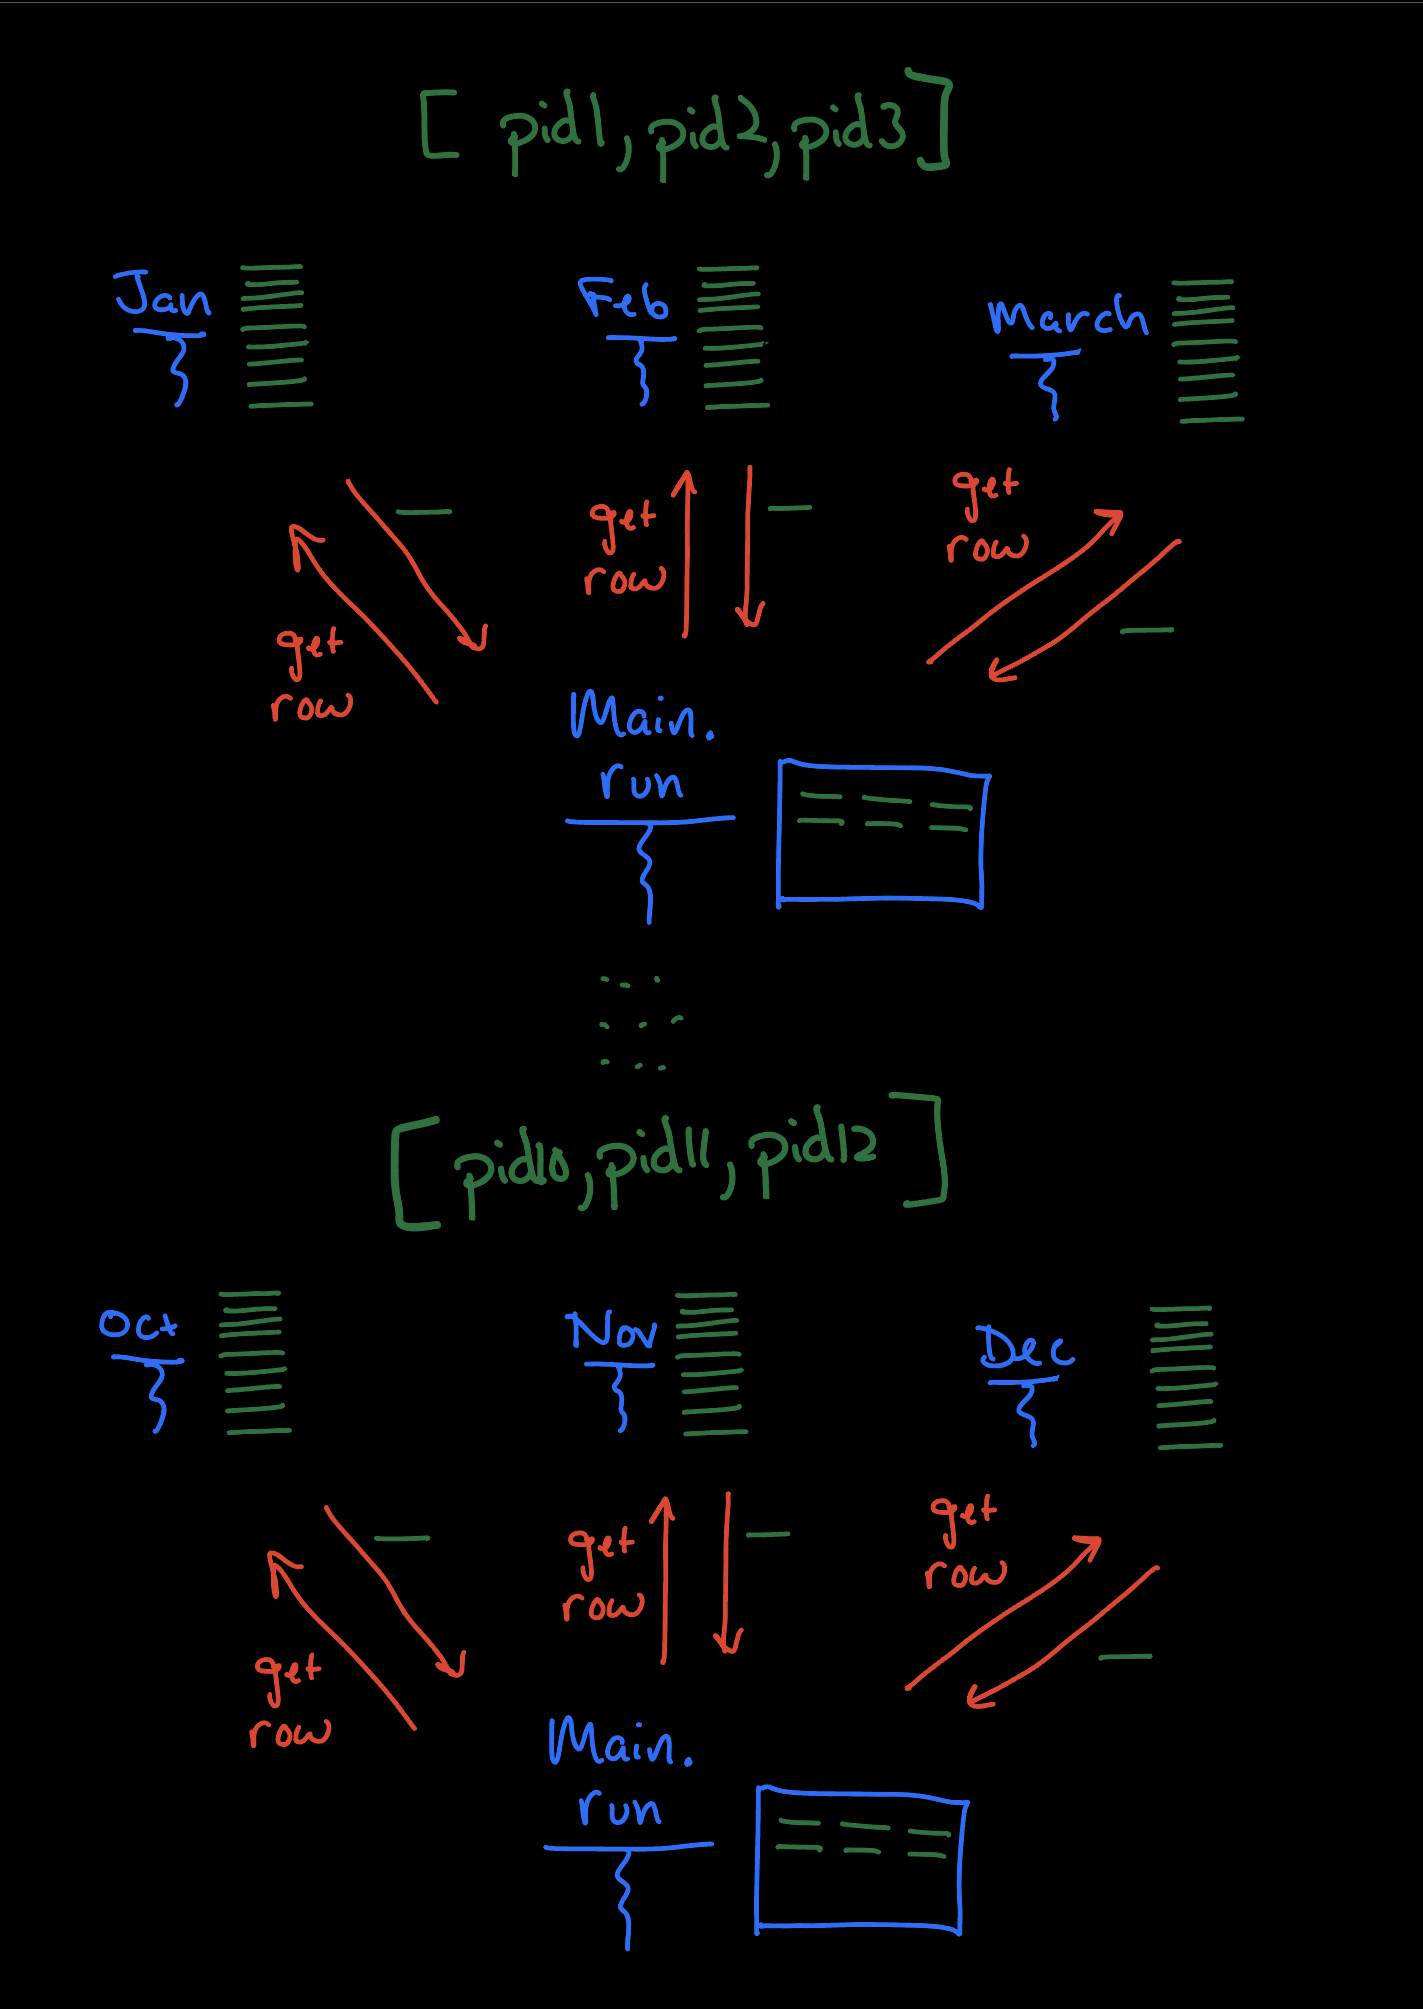 [ pid1, pid2, pid3 ]
Jan
Feb
March
get
row
get
row
get
row
Main.
run
[ pid10, pid11, pid12 ]
Oct
Nov
Dec
get
row
get
row
get
row
Main.
run